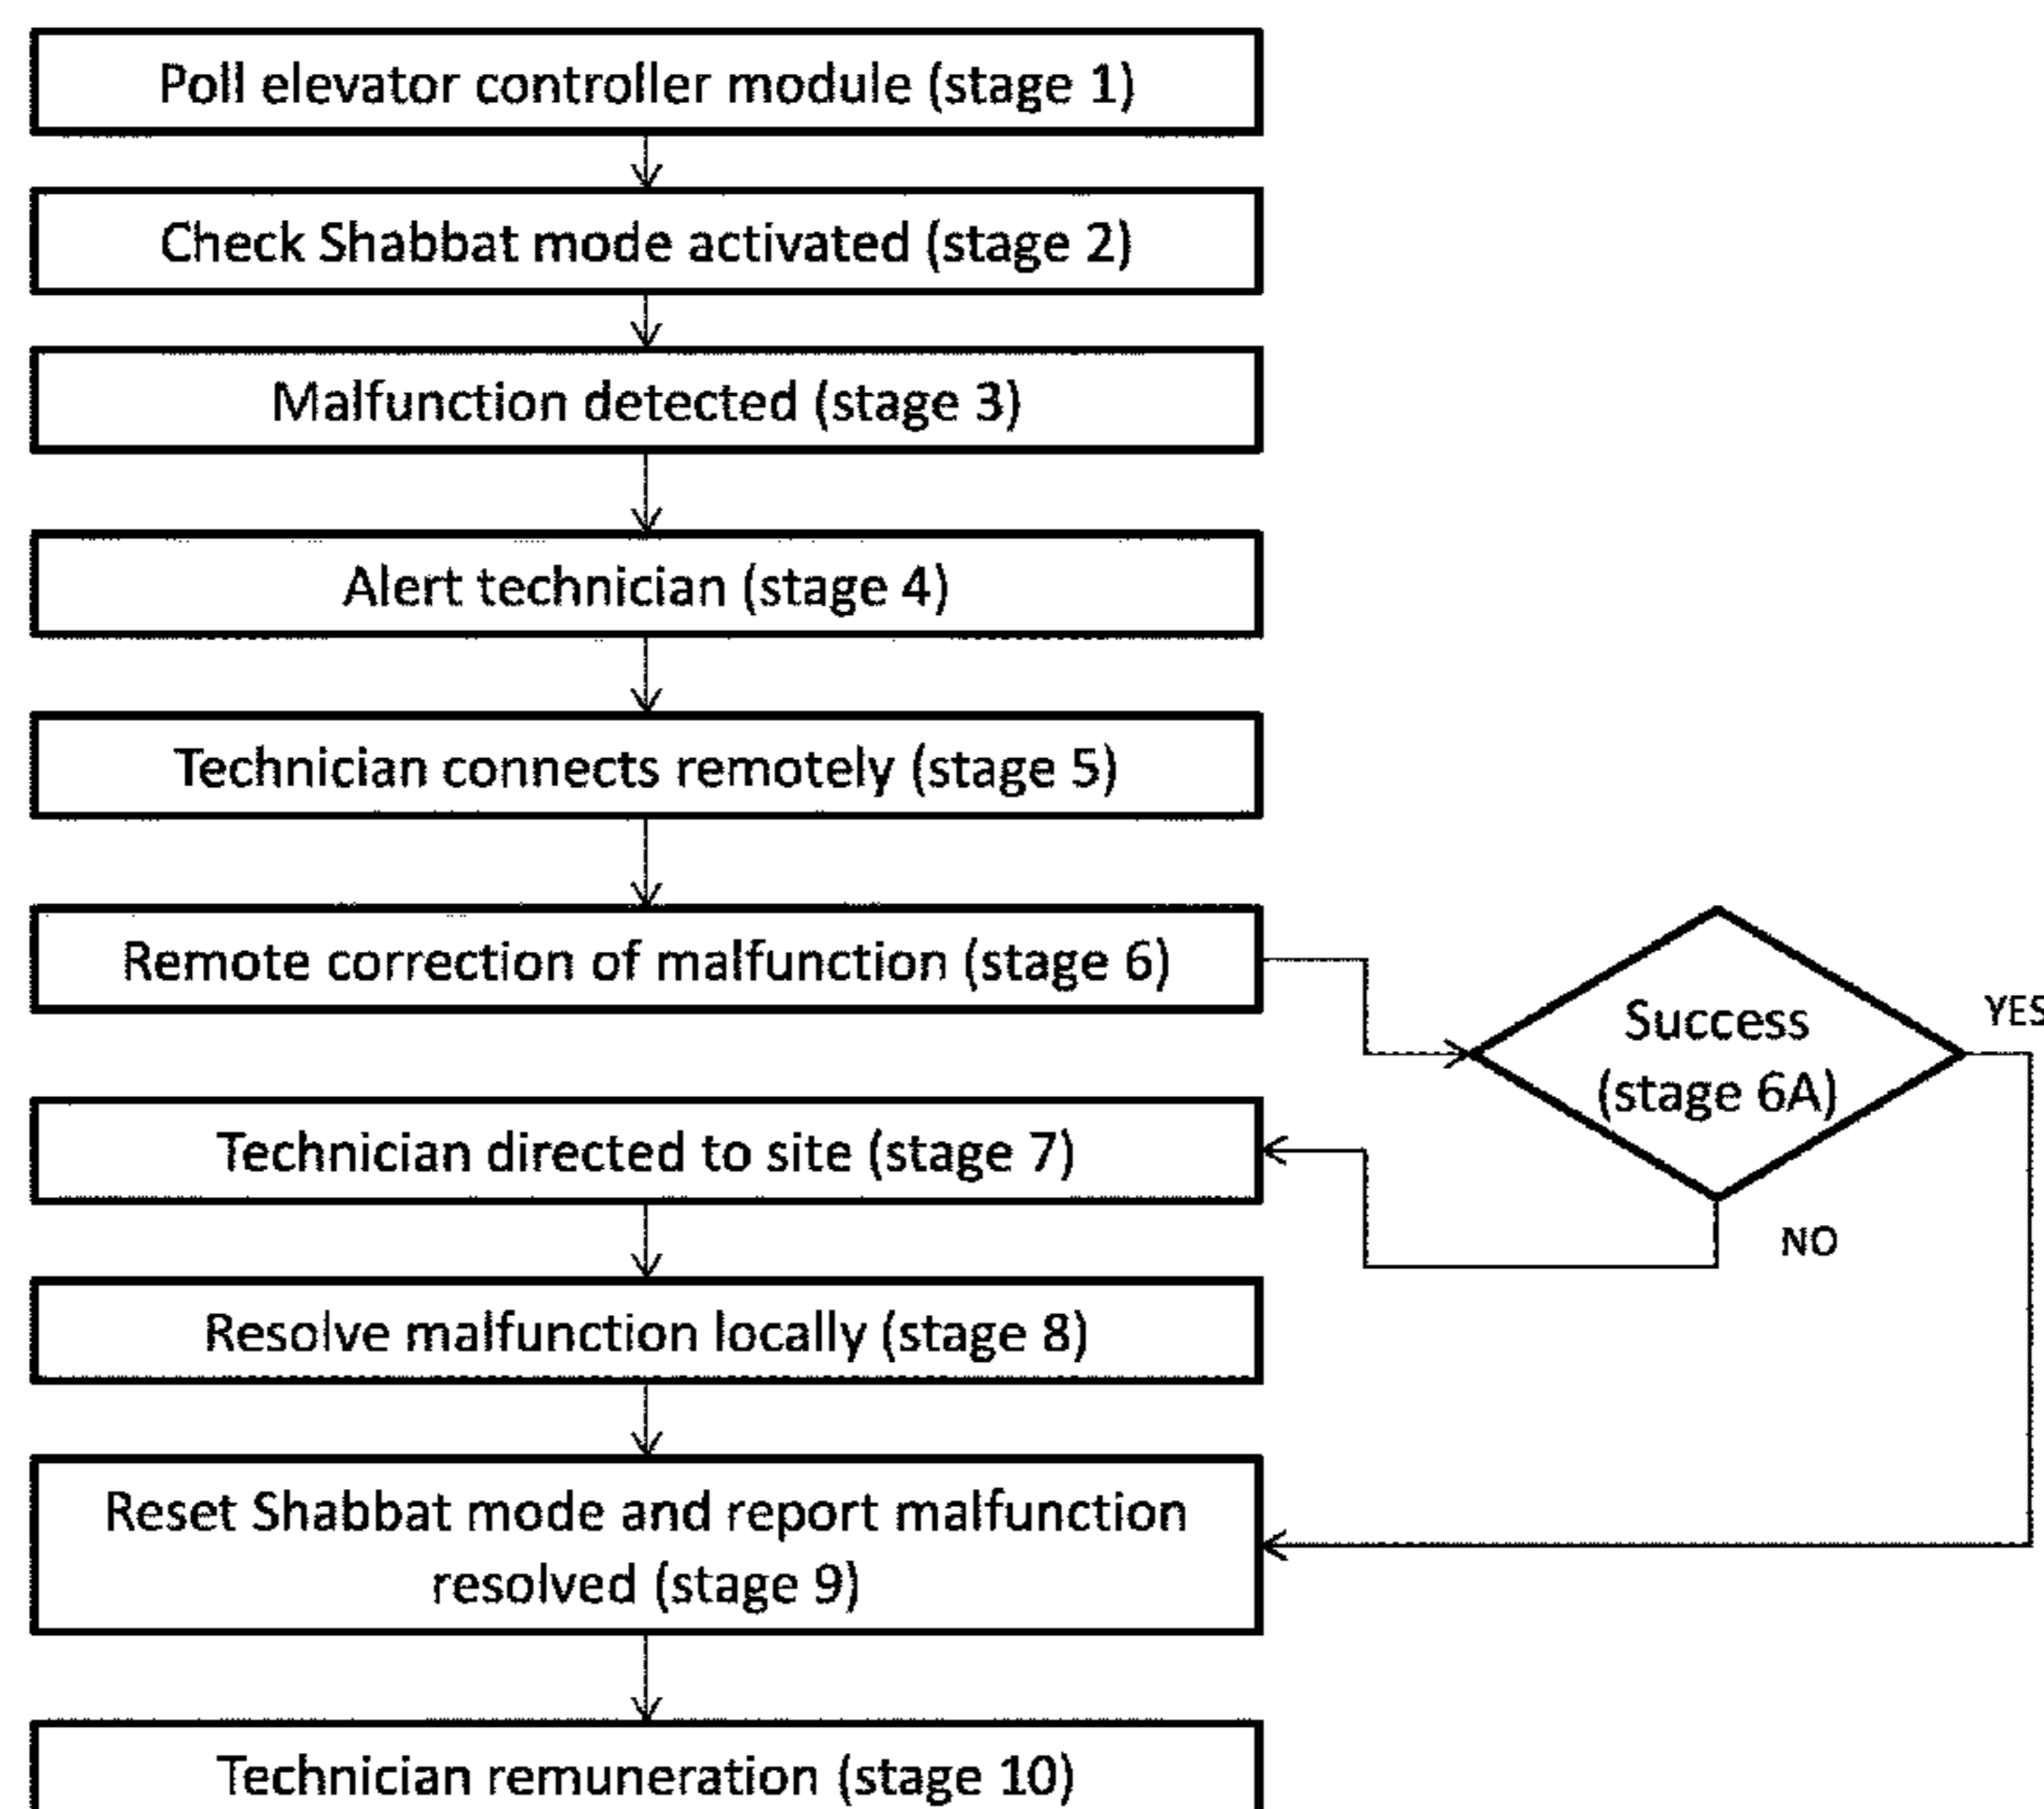 Poll elevator controller module (stage 1)
Check Shabbat mode activated (stage 2)
Malfunction detected (stage 3)
Alert technician (stage 4)
Technician connects remotely (stage 5)
Remote correction of malfunction (stage 6)
Success
(stage 6A)
YES
Technician directed to site (stage 7)
NO
Resolve malfunction locally (stage 8)
Reset Shabbat mode and report malfunction
resolved (stage 9)
Technician remuneration (stage 10)